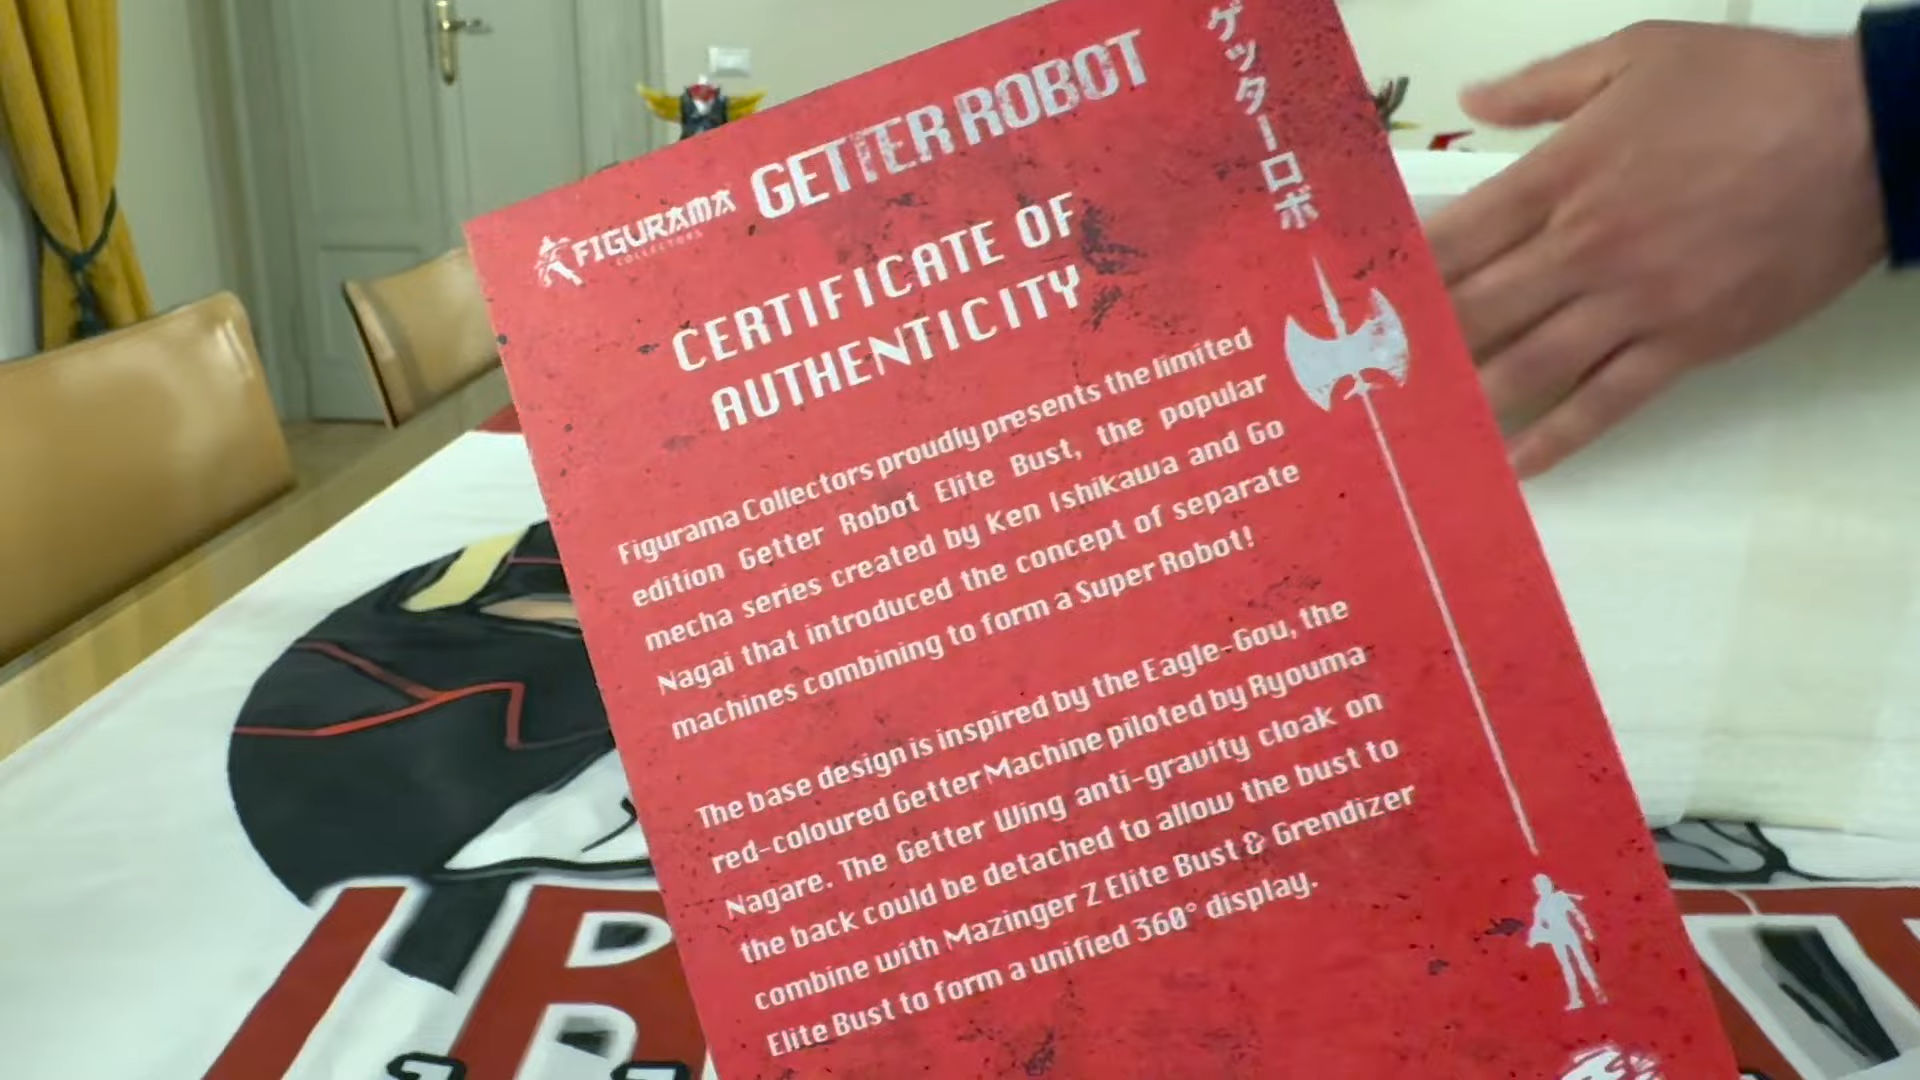 FIGURAMA
COLLECTORS
GETTER ROBOT
ゲッターロボ
CERTIFICATE OF
AUTHENTICITY
Figurama Collectors proudly presents the limited
edition Getter Robot Elite Bust, the popular
mecha series created by Ken Ishikawa and Go
Nagai that introduced the concept of separate
machines combining to form a Super Robot!
The base design is inspired by the Eagle-Gou, the
red-coloured Getter Machine piloted by Ryouma
Nagare. The Getter Wing anti-gravity cloak on
the back could be detached to allow the bust to
combine with Mazinger Z Elite Bust & Grendizer
Elite Bust to form a unified 360° display.